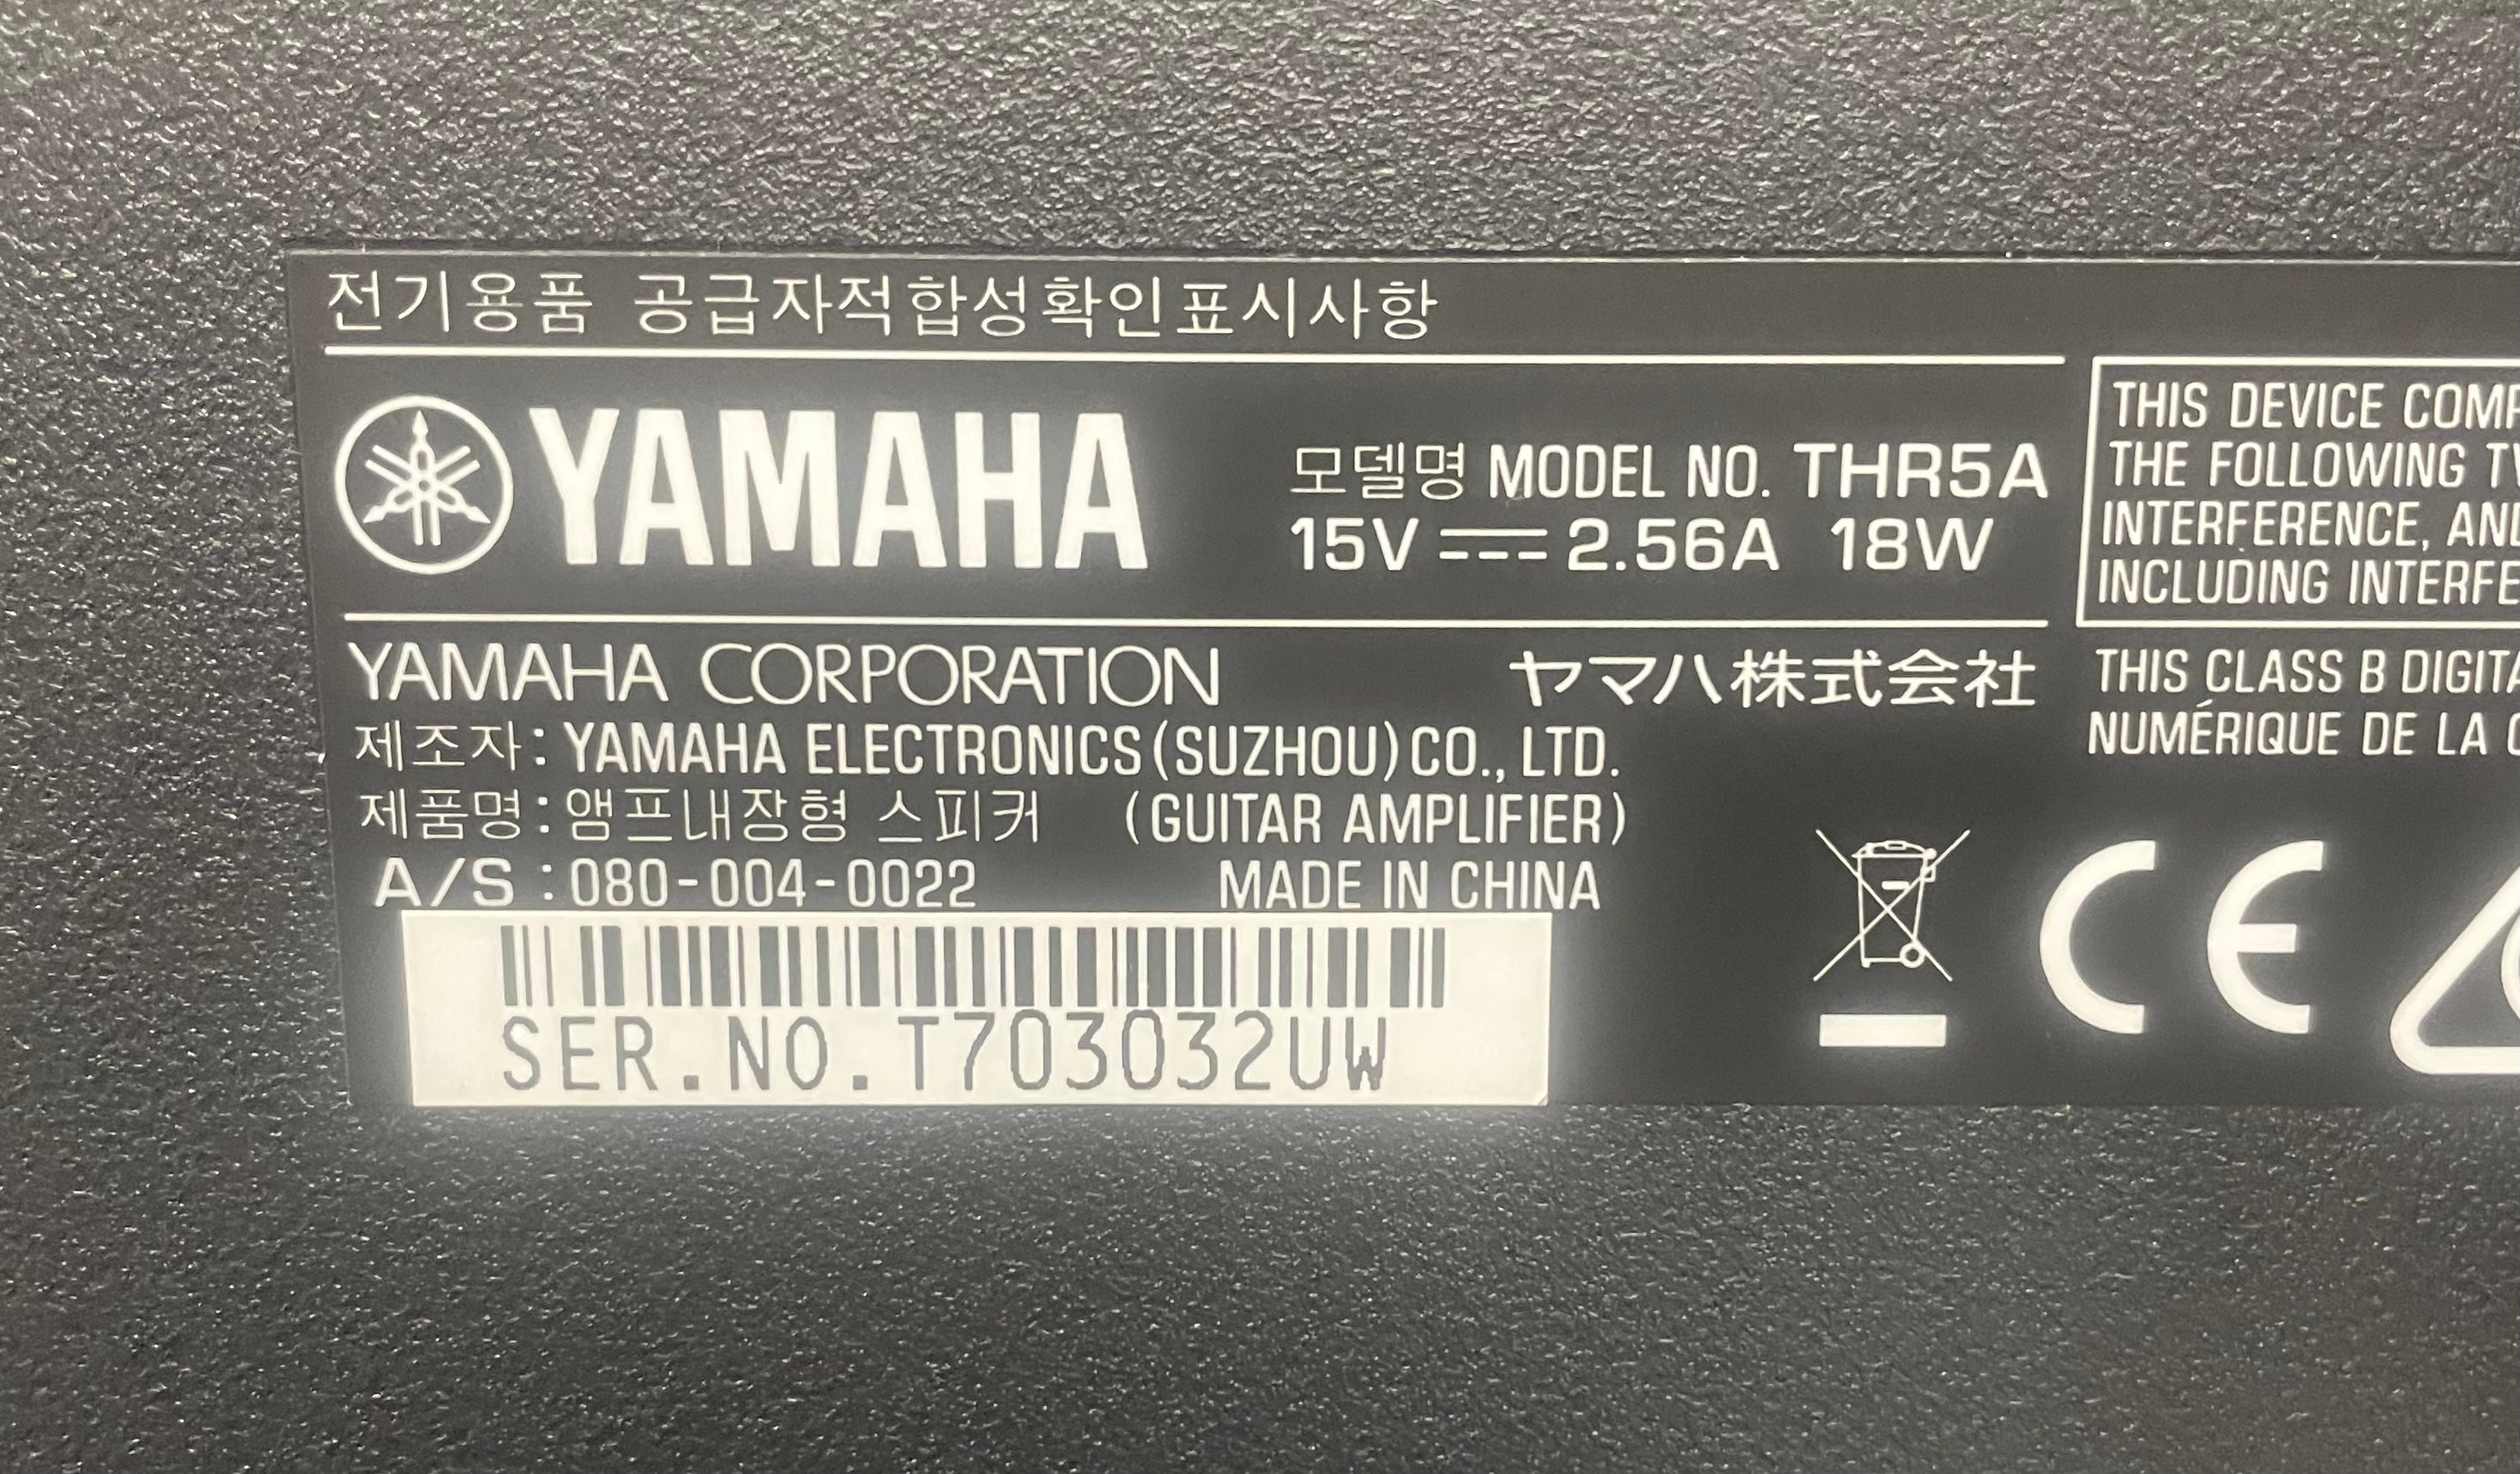 전기용품 공급자적합성확인표시사항
YAMAHA
모델명 MODEL NO. THR5A
15V 2.56A 18W
YAMAHA CORPORATION ヤマハ株式会社
제조자: YAMAHA ELECTRONICS(SUZHOU)CO., LTD.
제품명: 앰프내장형 스피커 (GUITAR AMPLIFIER)
A/S :080-004-0022 MADE IN CHINA
SER.NO.T703032UW
THIS DEVICE
THE FOLLOWING
INTERFERENCE,
INCLUDING
THIS CLASS B
NUMÉRIQUE DE LA
CE